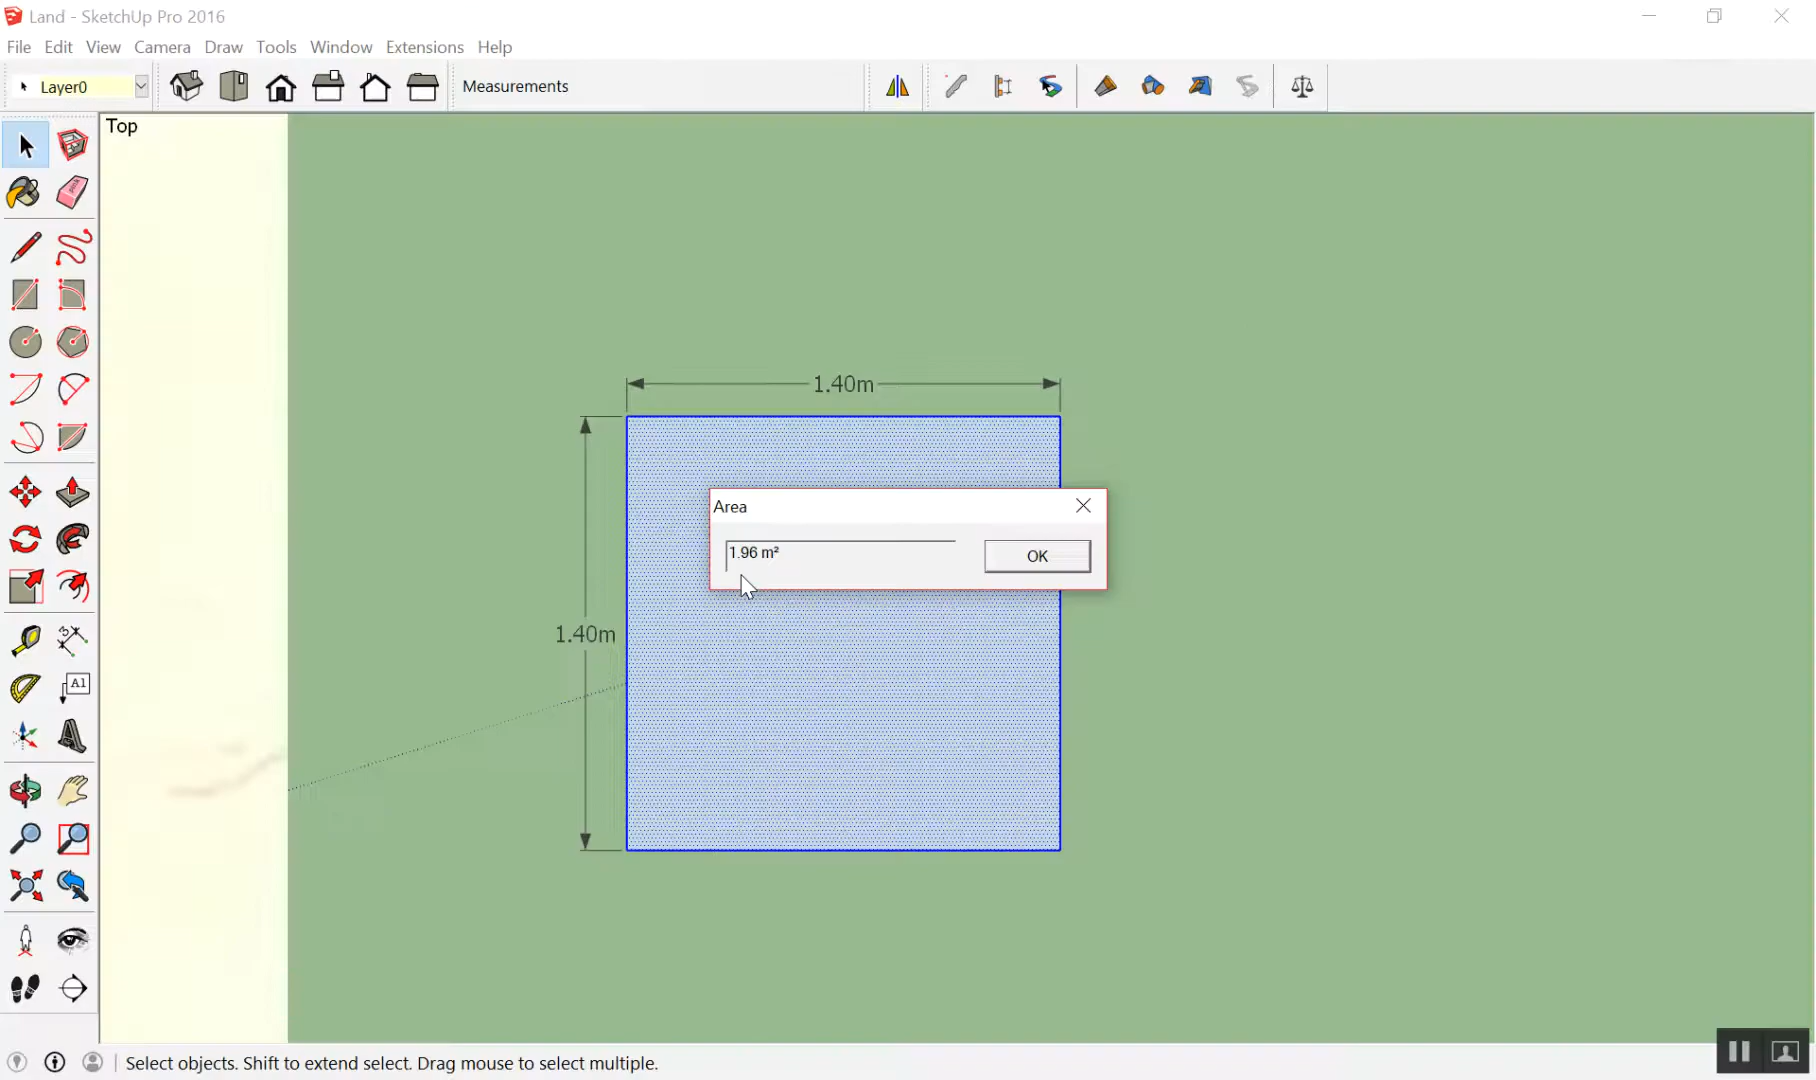 Land - SketchUp Pro 2016
File Edit View Camera Draw Tools Window Extensions Help
Layer0 Measurements
Top
1.40m
Area
1.96 m²
OK
1.40m
A1
Select objects. Shift to extend select. Drag mouse to select multiple.